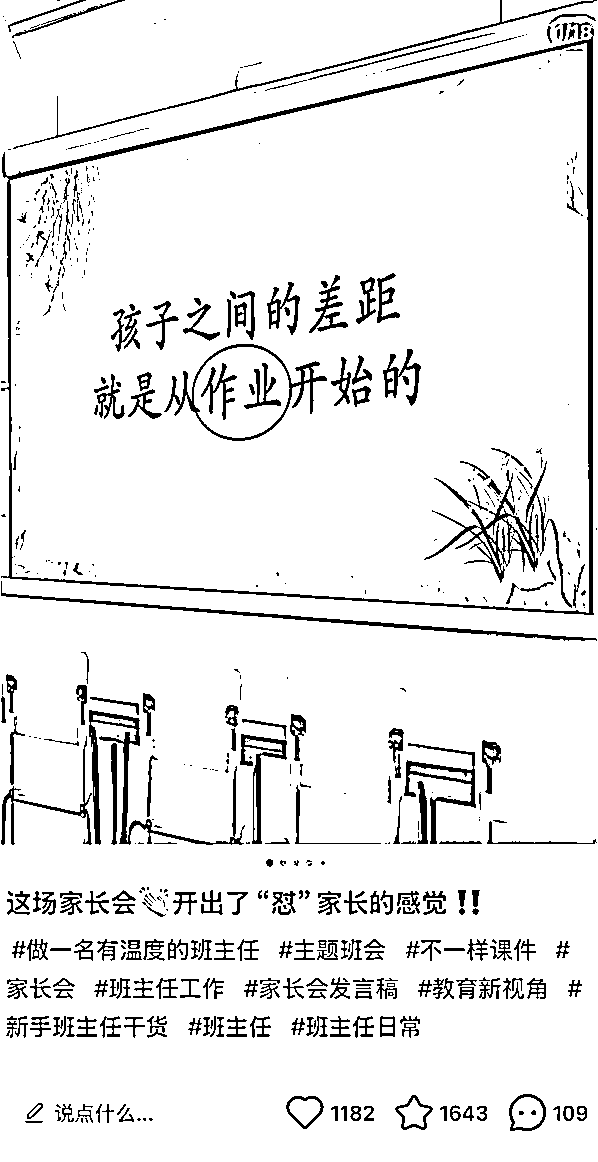 1/18
孩子之间的差距
就是从作业开始的
这场家长会👏开出了“怼”家长的感觉‼️
#做一名有温度的班主任 #主题班会 #不一样课件 #
家长会 #班主任工作 #家长会发言稿 #教育新视角 #
新手班主任干货 #班主任 #班主任日常
说点什么...
1182
1643
109